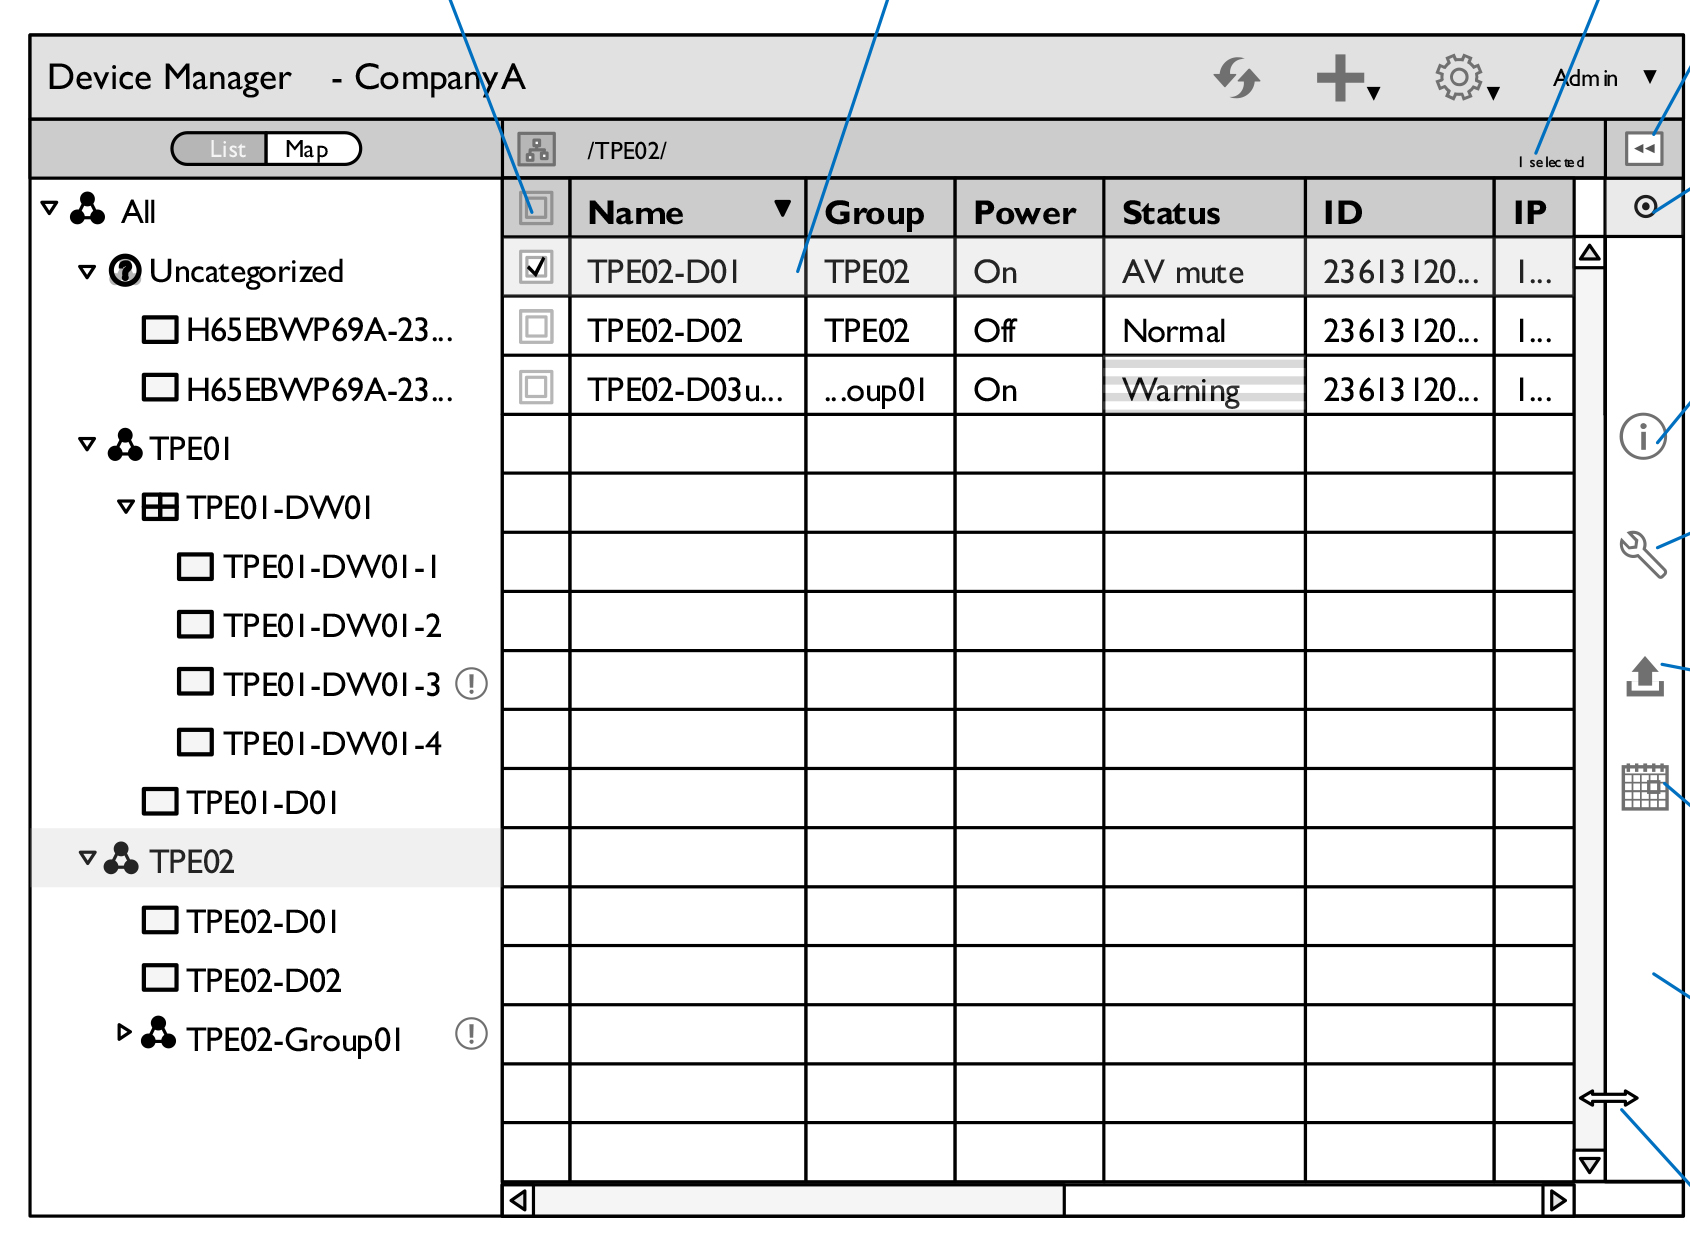 Device Manager - Company A
Admin
List Map
/TPE02/
1 selected
All
Uncategorized
H65EBWP69A-23...
H65EBWP69A-23...
TPE01
TPE01-DW01
TPE01-DW01-1
TPE01-DW01-2
TPE01-DW01-3
TPE01-DW01-4
TPE01-D01
TPE02
TPE02-D01
TPE02-D02
TPE02-Group01
Name Group Power Status ID IP
TPE02-D01 TPE02 On AV mute 23613120... 1...
TPE02-D02 TPE02 Off Normal 23613120... 1...
TPE02-D03u... ...oup01 On Warning 23613120... 1...